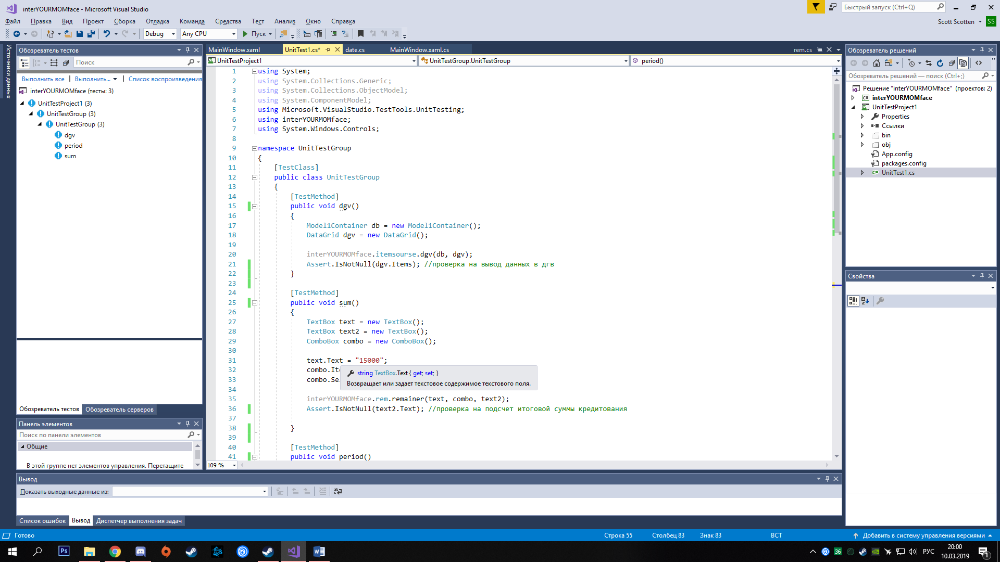 interYOURMOMface - Microsoft Visual Studio
Быстрый запуск (Ctrl+Q)
Файл Правка Вид Проект Сборка Отладка Команда Средства Тест Анализ Окно Справка
Scott Scotten SS
Debug Any CPU Пуск
Источники данных
Обозреватель тестов
Поиск
Выполнить все Выполнить... Список воспроизведения
interYOURMOMface (тесты: 3)
UnitTestProject1 (3)
UnitTestGroup (3)
UnitTestGroup (3)
dgv
period
sum
Обозреватель тестов Обозреватель серверов
Панель элементов
Поиск по панели элементов
Общие
В этой группе нет элементов управления. Перетащите
MainWindow.xaml UnitTest1.cs* date.cs MainWindow.xaml.cs rem.cs
UnitTestProject1 UnitTestGroup.UnitTestGroup period()
1 using System;
2 using System.Collections.Generic;
3 using System.Collections.ObjectModel;
4 using System.ComponentModel;
5 using Microsoft.VisualStudio.TestTools.UnitTesting;
6 using interYOURMOMface;
7 using System.Windows.Controls;
8
9 namespace UnitTestGroup
10 {
11 [TestClass]
12 public class UnitTestGroup
13 {
14 [TestMethod]
15 public void dgv()
16 {
17 Model1Container db = new Model1Container();
18 DataGrid dgv = new DataGrid();
19
20 interYOURMOMface.itemsourse.dgv(db, dgv);
21 Assert.IsNotNull(dgv.Items); //проверка на вывод данных в дгв
22 }
23
24 [TestMethod]
25 public void sum()
26 {
27 TextBox text = new TextBox();
28 TextBox text2 = new TextBox();
29 ComboBox combo = new ComboBox();
30
31 text.Text = "15000";
32 combo.Ite
33 combo.Se
string TextBox.Text { get; set; }
Возвращает или задает текстовое содержимое текстового поля.
34
35 interYOURMOMface.rem.remainer(text, combo, text2);
36 Assert.IsNotNull(text2.Text); //проверка на подсчет итоговой суммы кредитования
37
38 }
39
40 [TestMethod]
41 public void period()
109 %
Обозреватель решений
Обозреватель решений — поиск (Ctrl+;)
Решение "interYOURMOMface" (проектов: 2)
interYOURMOMface
UnitTestProject1
Properties
Ссылки
bin
obj
App.config
packages.config
UnitTest1.cs
Свойства
Вывод
Показать выходные данные из:
Список ошибок Вывод Диспетчер выполнения задач
Готово Строка 55 Столбец 83 Знак 83 ВСТ Добавить в систему управления версиями
Ps 36 РУС 20:00
10.03.2019 1